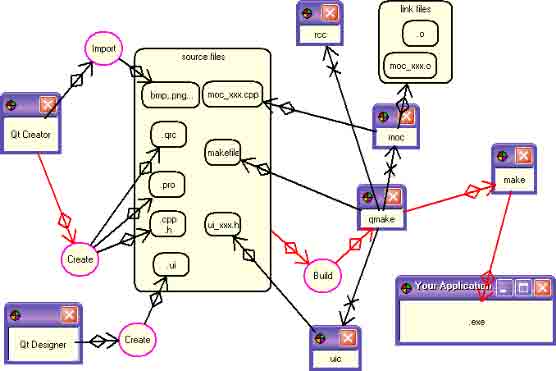 link files
rcc
.o
Import
source files
moc_xxx.o
bmp, png...
moc_xxx.cpp
Qt Creator
.qrc
moc
makefile
make
.pro
qmake
.cpp
.h
ui_xxx.h
Create
.ui
Build
Your Application
.exe
Qt Designer
Create
uic